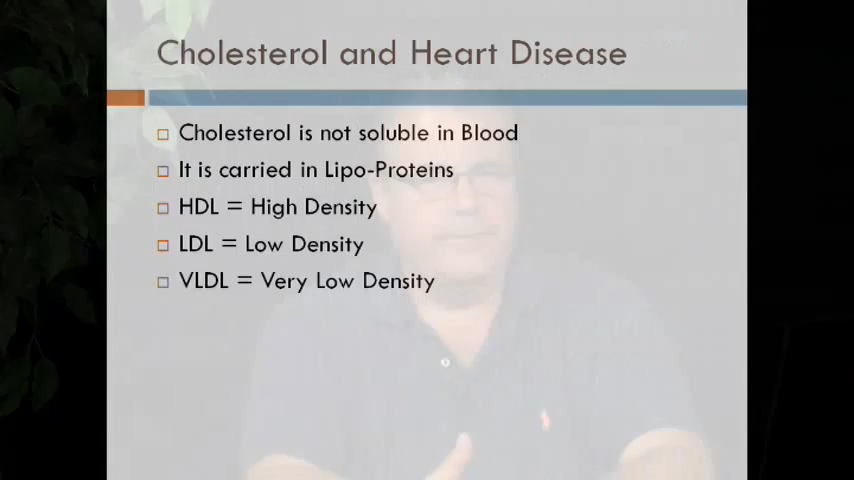 Cholesterol and Heart Disease
Cholesterol is not soluble in Blood
It is carried in Lipo-Proteins
HDL = High Density
LDL = Low Density
VLDL = Very Low Density